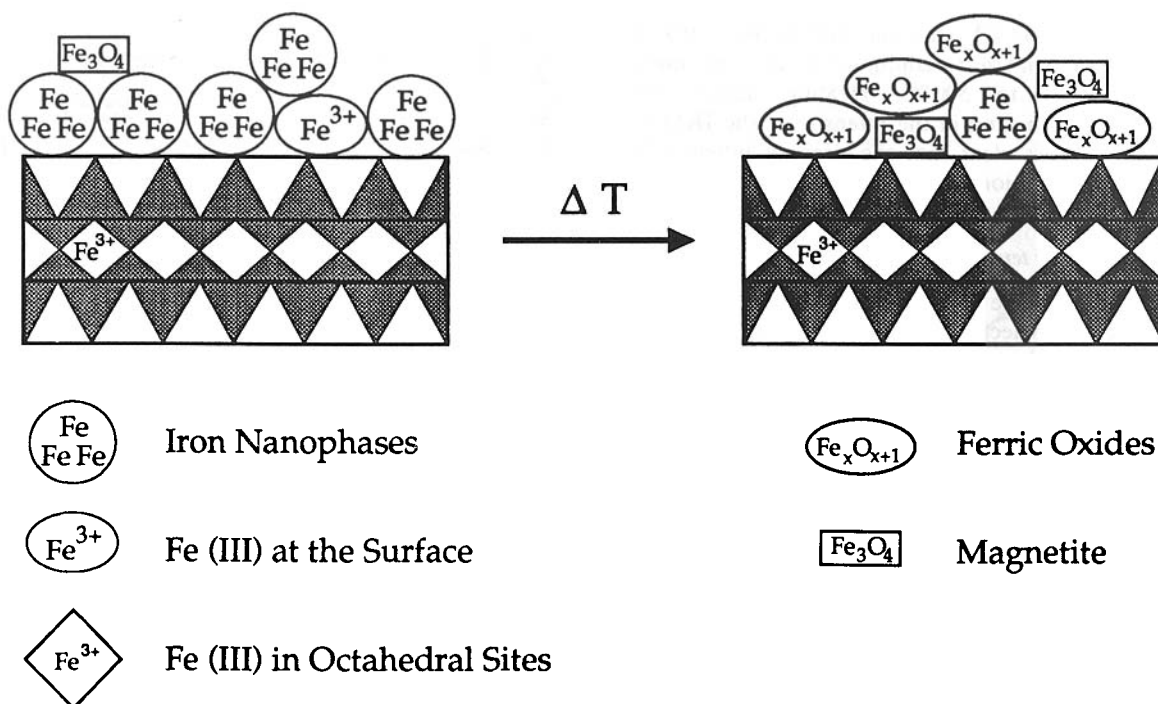 Fe
Fe Fe
Fe₃O₄
Fe
Fe Fe
Fe
Fe Fe
Fe
Fe Fe
Fe³⁺
Fe
Fe Fe
Fe³⁺
Δ T
FeₓOₓ₊₁
Fe₃O₄
FeₓOₓ₊₁
Fe
Fe Fe
FeₓOₓ₊₁
Fe₃O₄
FeₓOₓ₊₁
Fe³⁺
Fe
Fe Fe
Iron Nanophases
Fe³⁺
Fe (III) at the Surface
Fe³⁺
Fe (III) in Octahedral Sites
FeₓOₓ₊₁
Ferric Oxides
Fe₃O₄
Magnetite